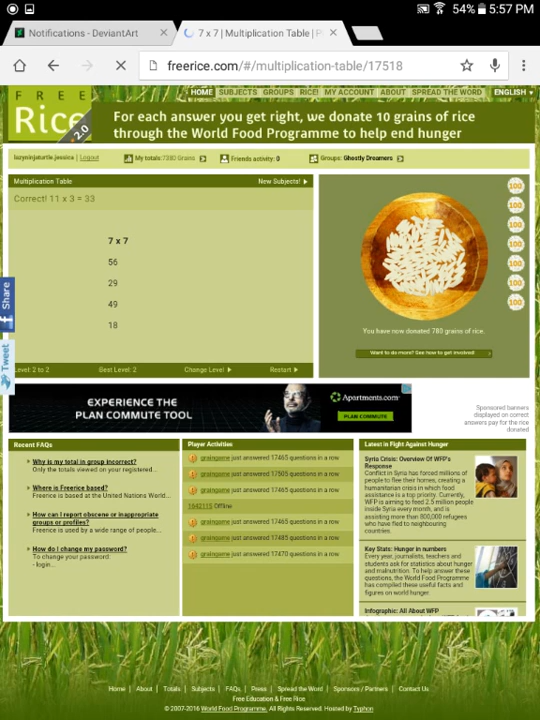 54% 5:57 PM
Notifications - DeviantArt
7 x 7 | Multiplication Table |
freerice.com/#/multiplication-table/17518
HOME SUBJECTS GROUPS RICE! MY ACCOUNT ABOUT SPREAD THE WORD ENGLISH
FREE
Rice 2.0
For each answer you get right, we donate 10 grains of rice
through the World Food Programme to help end hunger
lazyninjaturtle.jessica | Logout
My totals: 7280 Grains
Friends activity: 0
Groups: Ghostly Dreamers
Multiplication Table
New Subjects!
Correct! 11 x 3 = 33
7 x 7
56
29
49
18
Level: 2 to 2
Best Level: 2
Change Level
Restart
100
100
100
100
100
100
100
You have now donated 780 grains of rice.
Want to do more? See how to get involved!
Share
Tweet
EXPERIENCE THE
PLAN COMMUTE TOOL
Apartments.com
PLAN COMMUTE
Sponsored banners
displayed on correct
answers pay for the rice
donated
Recent FAQs
Why is my total in group incorrect?
Only the totals viewed on your registered...
Where is Freerice based?
Freerice is based at the United Nations World...
How can I report obscene or inappropriate
groups or profiles?
Freerice is used by a wide range of people...
How do I change my password?
To change your password:
- login...
Player Activities
graingame just answered 17465 questions in a row
graingame just answered 17505 questions in a row
graingame just answered 17465 questions in a row
1042115 Offline
graingame just answered 17465 questions in a row
graingame just answered 17485 questions in a row
graingame just answered 17470 questions in a row
Latest in Fight Against Hunger
Syria Crisis: Overview Of WFP's
Response
Conflict in Syria has forced millions of
people to flee their homes, creating a
humanitarian crisis in which food
assistance is a top priority. Currently,
WFP is aiming to feed 2.5 million people
inside Syria every month, and is
assisting more than 800,000 refugees
who have fled to neighbouring
countries.
Key Stats: Hunger in numbers
Every year, journalists, teachers and
students ask for statistics about hunger
and malnutrition. To help answer these
questions, the World Food Programme
has compiled these useful facts and
figures on world hunger.
Infographic: All About WFP
Home | About | Totals | Subjects | FAQs | Press | Spread the Word | Sponsors / Partners | Contact Us
Free Education & Free Rice
© 2007-2016 World Food Programme. All Rights Reserved. Hosted by Typhon